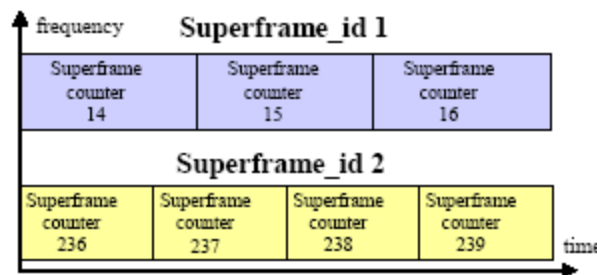 frequency
Superframe_id 1
Superframe Superframe Superframe
counter counter counter
14 15 16
Superframe_id 2
Superframe Superframe Superframe Superframe
counter counter counter counter
236 237 238 239
time